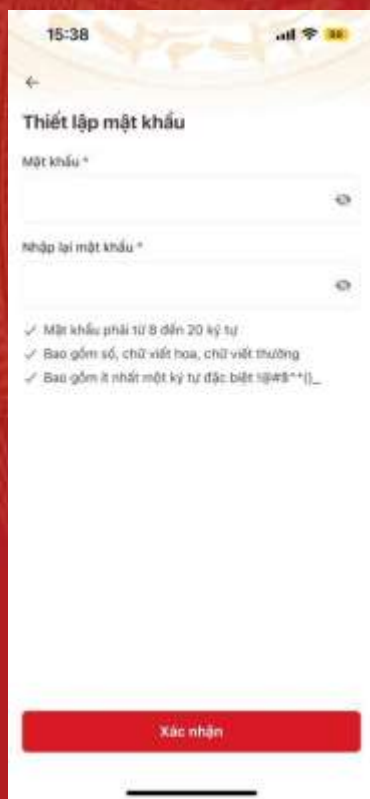 15:38
Thiết lập mật khẩu
Mật khẩu *
Nhập lại mật khẩu *
Mật khẩu phải từ 8 đến 20 ký tự
Bao gồm số, chữ viết hoa, chữ viết thường
Bao gồm ít nhất một ký tự đặc biệt !@#$^*()_
Xác nhận